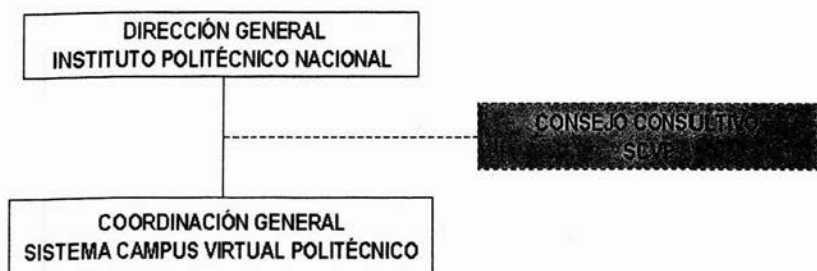 DIRECCIÓN GENERAL
INSTITUTO POLITÉCNICO NACIONAL
CONSEJO CONSULTIVO
SCVP
COORDINACIÓN GENERAL
SISTEMA CAMPUS VIRTUAL POLITÉCNICO